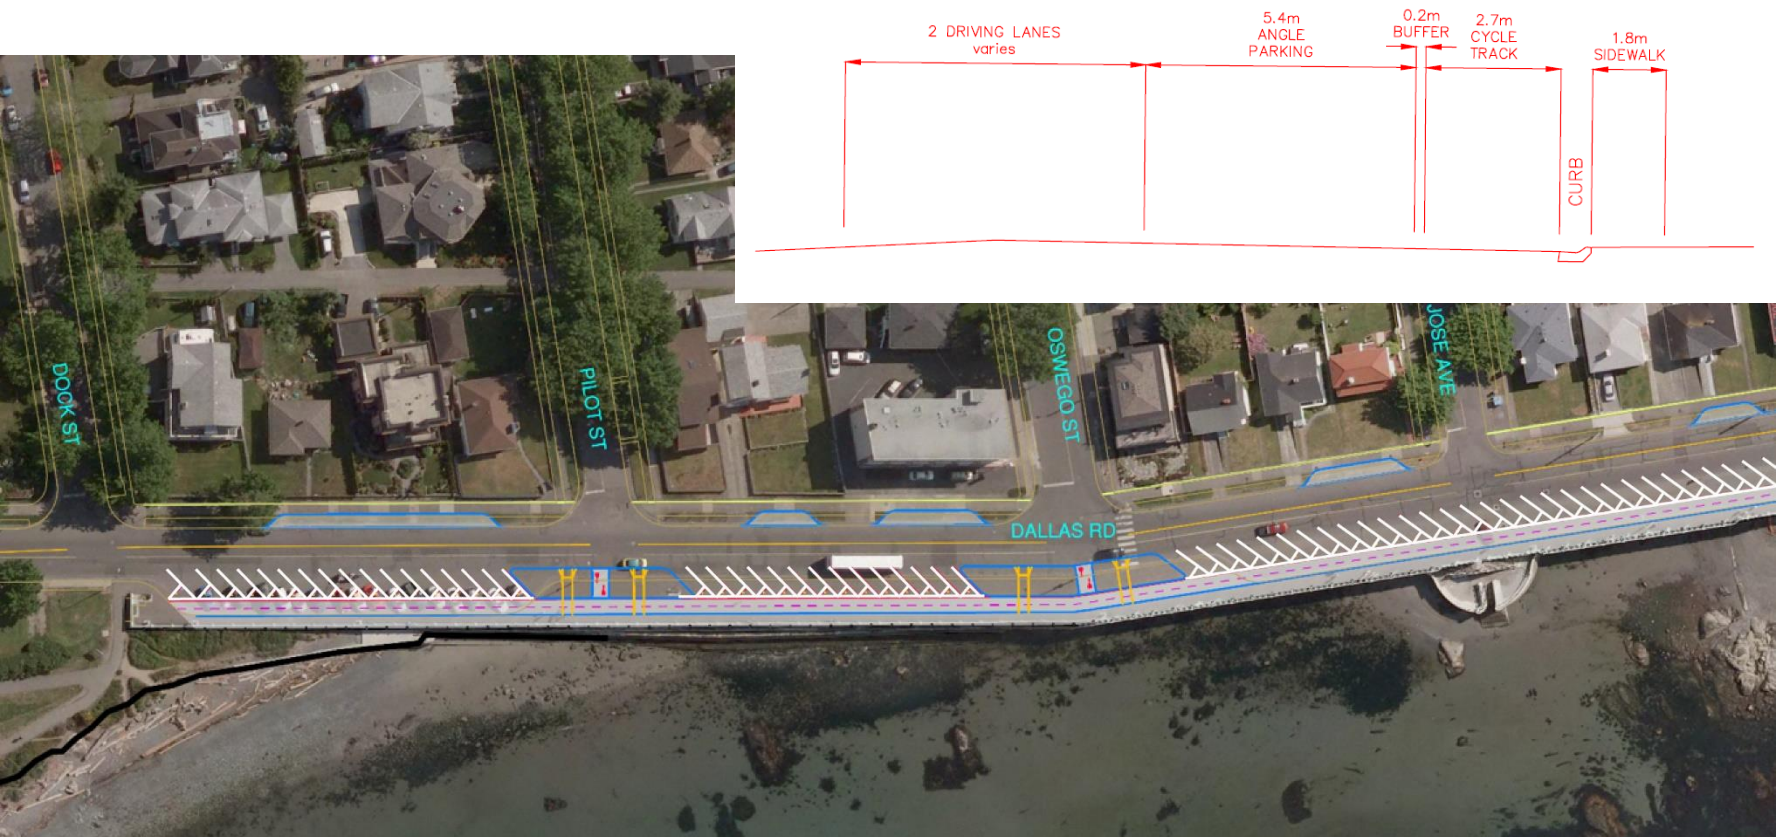 2 DRIVING LANES
varies
5.4m
ANGLE
PARKING
0.2m
BUFFER
2.7m
CYCLE
TRACK
1.8m
SIDEWALK
CURB
DOCK ST
PILOT ST
OSWEGO ST
JOSE AVE
DALLAS RD